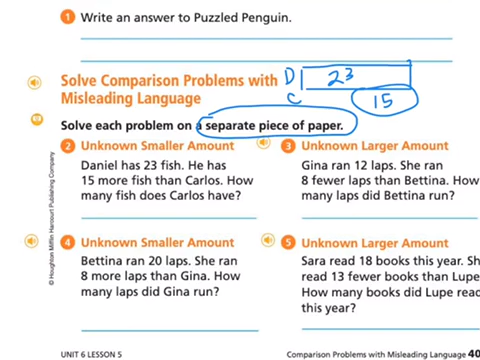 1 Write an answer to Puzzled Penguin.
Solve Comparison Problems with
Misleading Language
D 23
C 15
Solve each problem on a separate piece of paper.
2 Unknown Smaller Amount
Daniel has 23 fish. He has
15 more fish than Carlos. How
many fish does Carlos have?
3 Unknown Larger Amount
Gina ran 12 laps. She ran
8 fewer laps than Bettina. How
many laps did Bettina run?
4 Unknown Smaller Amount
Bettina ran 20 laps. She ran
8 more laps than Gina. How
many laps did Gina run?
5 Unknown Larger Amount
Sara read 18 books this year. Sh
read 13 fewer books than Lupe
How many books did Lupe read
this year?
© Houghton Mifflin Harcourt Publishing Company
UNIT 6 LESSON 5
Comparison Problems with Misleading Language 40